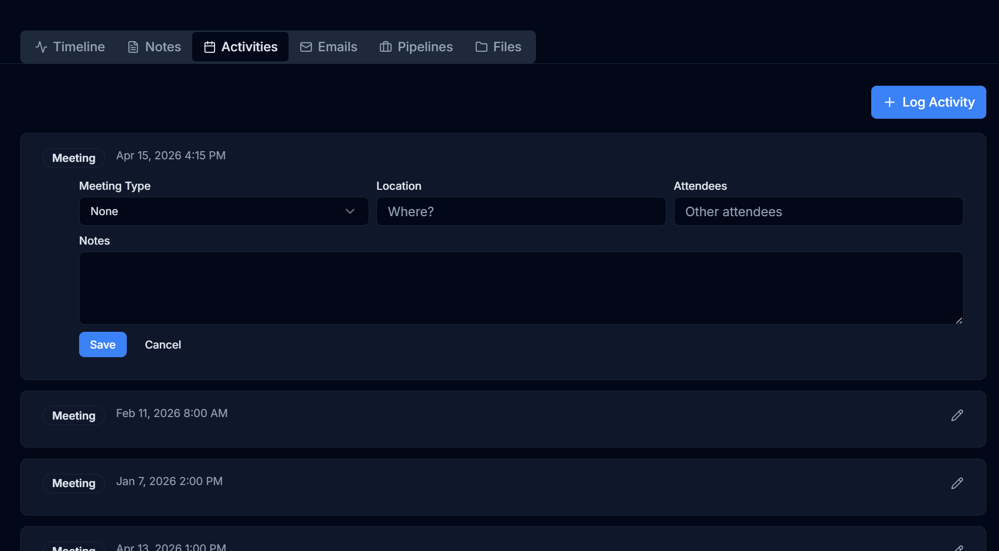 Timeline Notes Activities Emails Pipelines Files
+ Log Activity
Meeting Apr 15, 2026 4:15 PM
Meeting Type Location Attendees
None Where? Other attendees
Notes
Save Cancel
Meeting Feb 11, 2026 8:00 AM
Meeting Jan 7, 2026 2:00 PM
Meeting Apr 13, 2026 1:00 PM